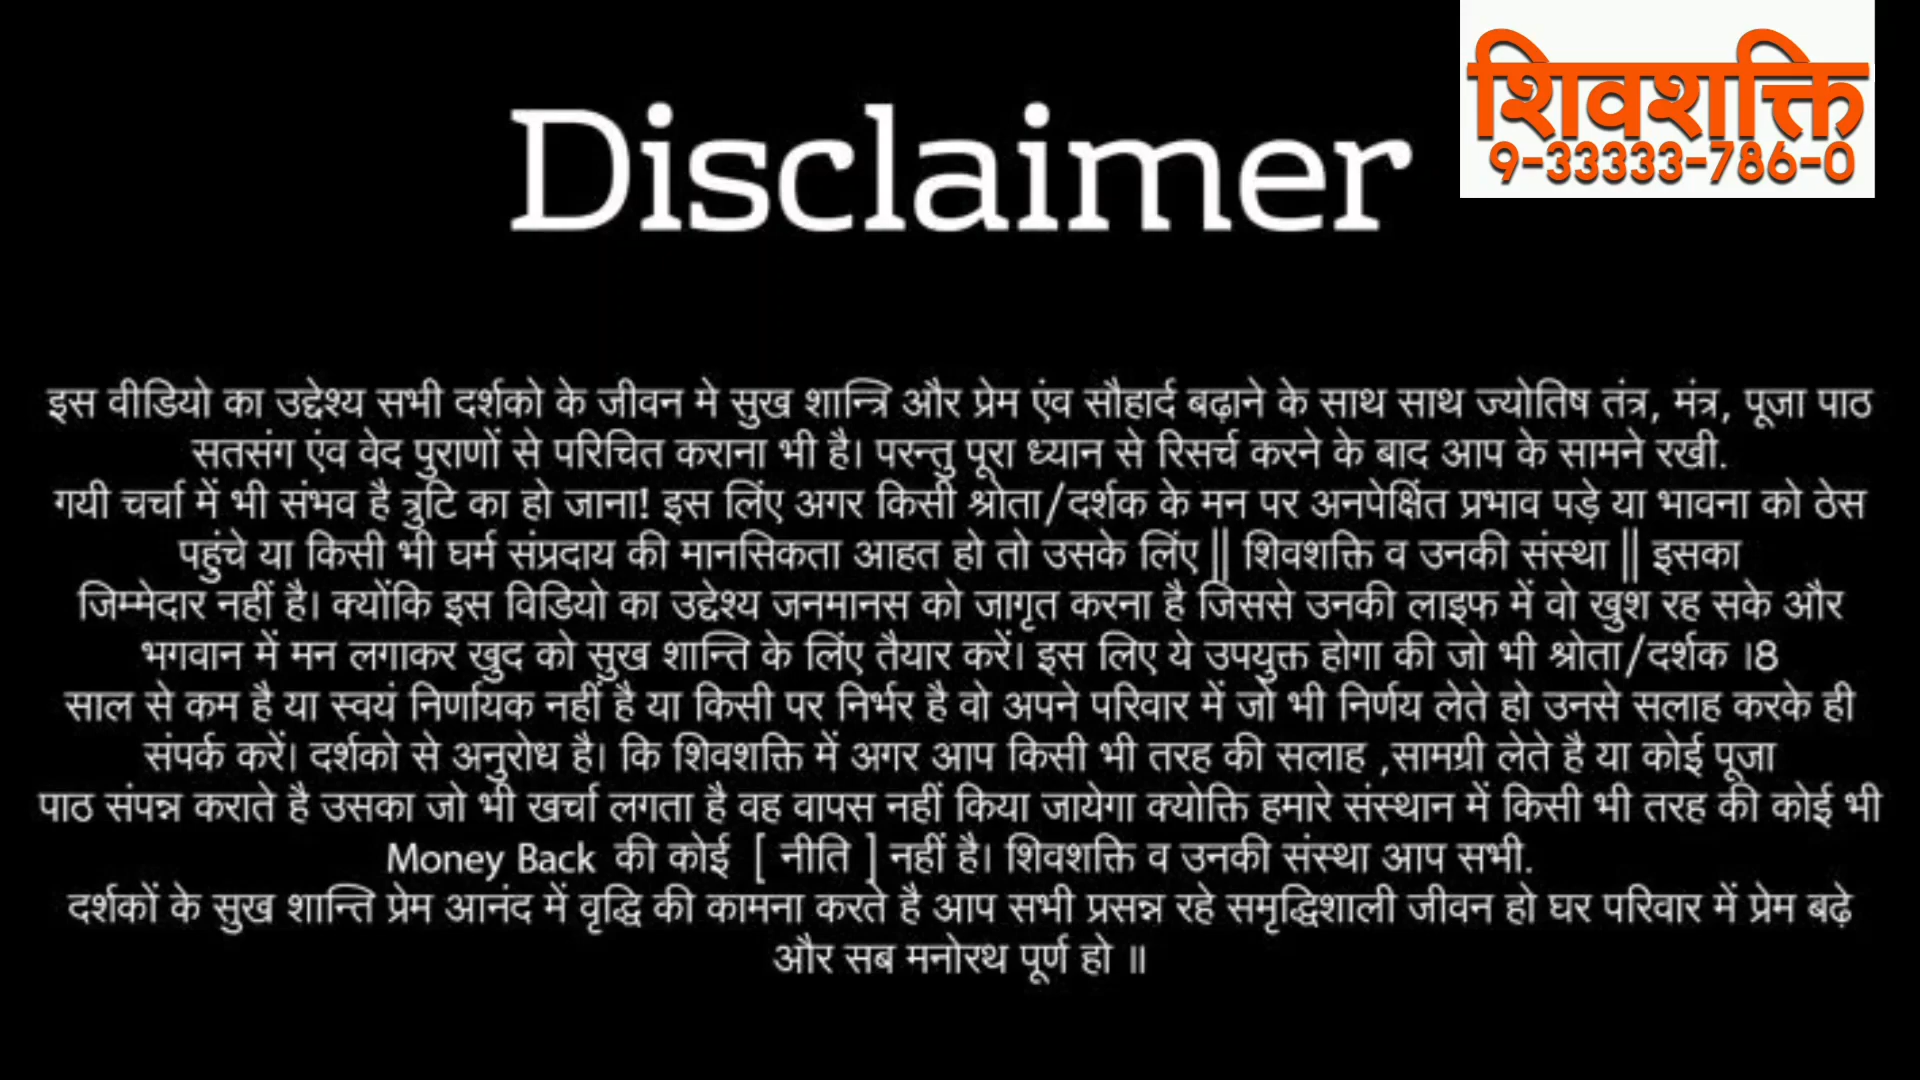 शिवशक्ति
9-33333-786-0
Disclaimer
इस वीडियो का उद्देश्य सभी दर्शको के जीवन मे सुख शान्त्रि और प्रेम एंव सौहार्द बढ़ाने के साथ साथ ज्योतिष तंत्र, मंत्र, पूजा पाठ
सतसंग एंव वेद पुराणों से परिचित कराना भी है। परन्तु पूरा ध्यान से रिसर्च करने के बाद आप के सामने रखी.
गयी चर्चा में भी संभव है त्रुटि का हो जाना! इस लिंए अगर किसी श्रोता/दर्शक के मन पर अनपेक्षिंत प्रभाव पड़े या भावना को ठेस
पहुंचे या किसी भी घर्म संप्रदाय की मानसिकता आहत हो तो उसके लिंए || शिवशक्ति व उनकी संस्था || इसका
जिम्मेदार नहीं है। क्योंकि इस विडियो का उद्देश्य जनमानस को जागृत करना है जिससे उनकी लाइफ में वो खुश रह सके और
भगवान में मन लगाकर खुद को सुख शान्ति के लिंए तैयार करें। इस लिए ये उपयुक्त होगा की जो भी श्रोता/दर्शक ।8
साल से कम है या स्वयं निर्णायक नहीं है या किसी पर निर्भर है वो अपने परिवार में जो भी निर्णय लेते हो उनसे सलाह करके ही
संपर्क करें। दर्शको से अनुरोध है। कि शिवशक्ति में अगर आप किसी भी तरह की सलाह ,सामग्री लेते है या कोई पूजा
पाठ संपन्न कराते है उसका जो भी खर्चा लगता है वह वापस नहीं किया जायेगा क्योक्ति हमारे संस्थान में किसी भी तरह की कोई भी
Money Back की कोई [ नीति ] नहीं है। शिवशक्ति व उनकी संस्था आप सभी.
दर्शकों के सुख शान्ति प्रेम आनंद में वृद्धि की कामना करते है आप सभी प्रसन्न रहे समृद्धिशाली जीवन हो घर परिवार में प्रेम बढ़े
और सब मनोरथ पूर्ण हो ॥